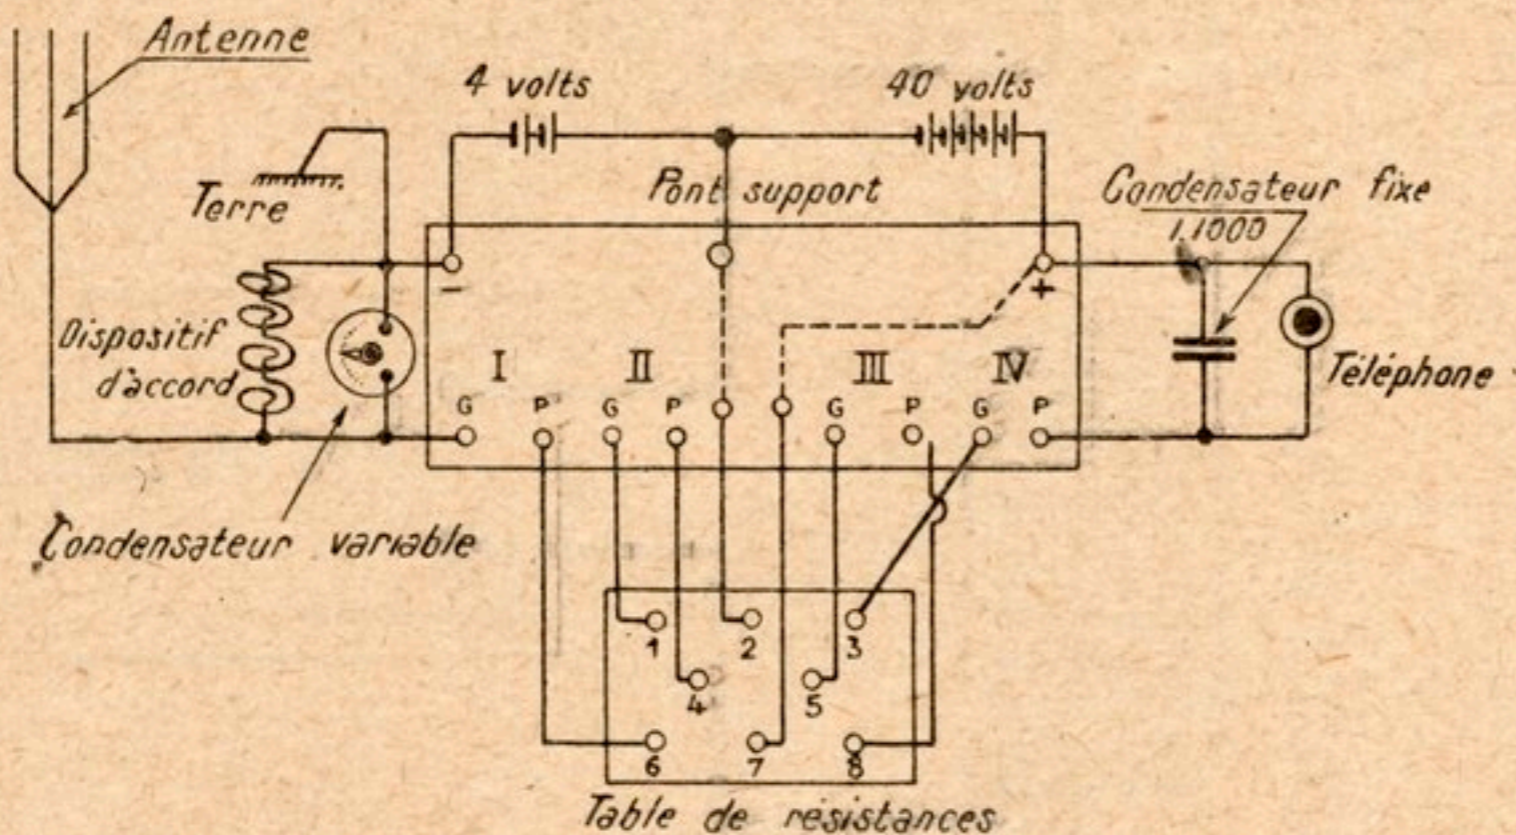 Antenne
4 volts
40 volts
Terre
Pont support
Condensateur fixe
1.1000
- +
Dispositif
d'accord
I II III IV
Téléphone
G P G P G P G P
Condensateur variable
1 2 3
4 5
6 7 8
Table de résistances